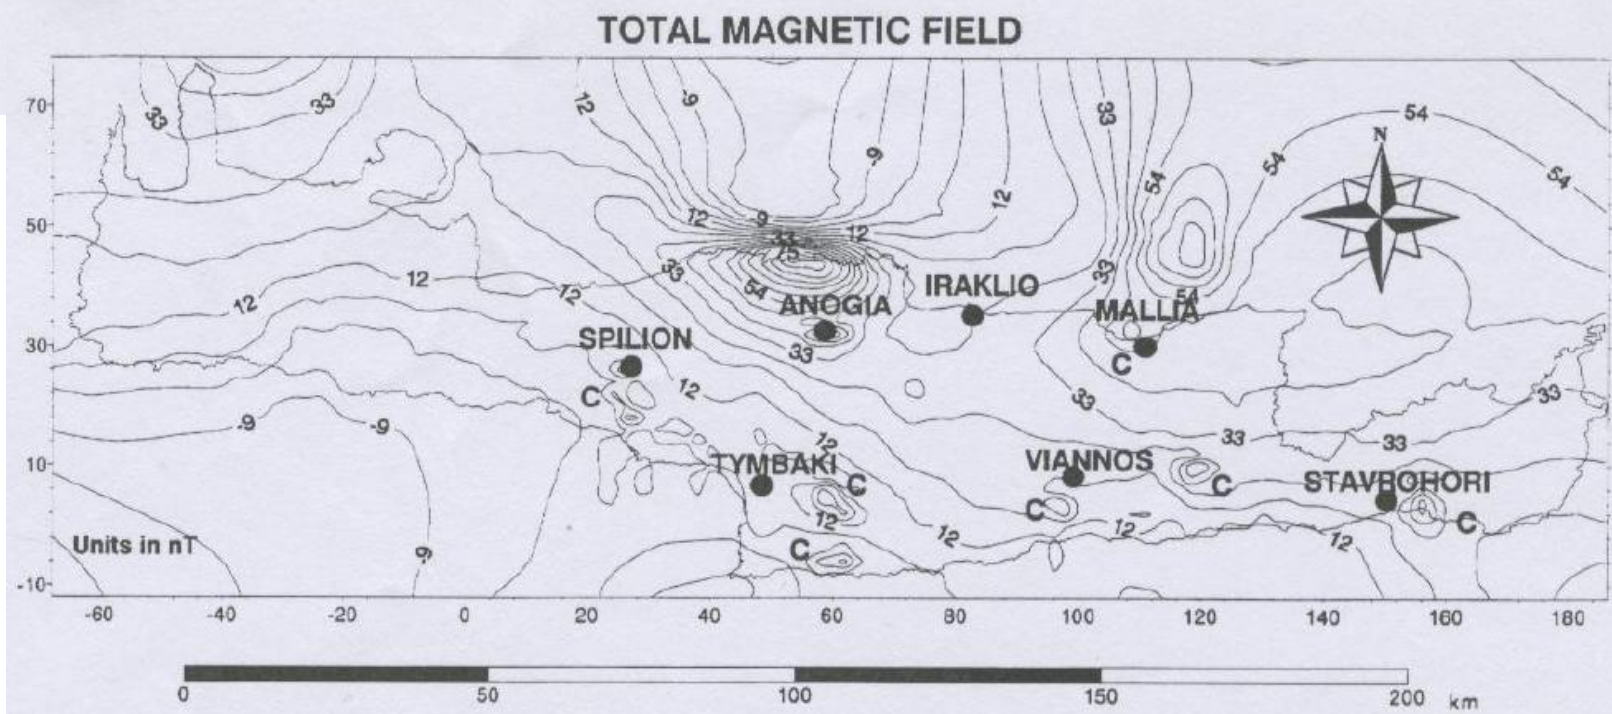 TOTAL MAGNETIC FIELD
70
33
33
12
-9
33
54
N
-9
54
54
54
12
50
12
-9
12
33
75
33
33
12
12
12
54
54
IRAKLIO
ANOGIA
MALLIA
30
SPILION
33
C
C
12
33
33
-9
-9
12
33
33
10
TYMBAKI
VIANNOS
STAVROHORI
C
C
C
C
12
12
12
12
Units in nT
-9
C
-10
-60 -40 -20 0 20 40 60 80 100 120 140 160 180
0 50 100 150 200 km